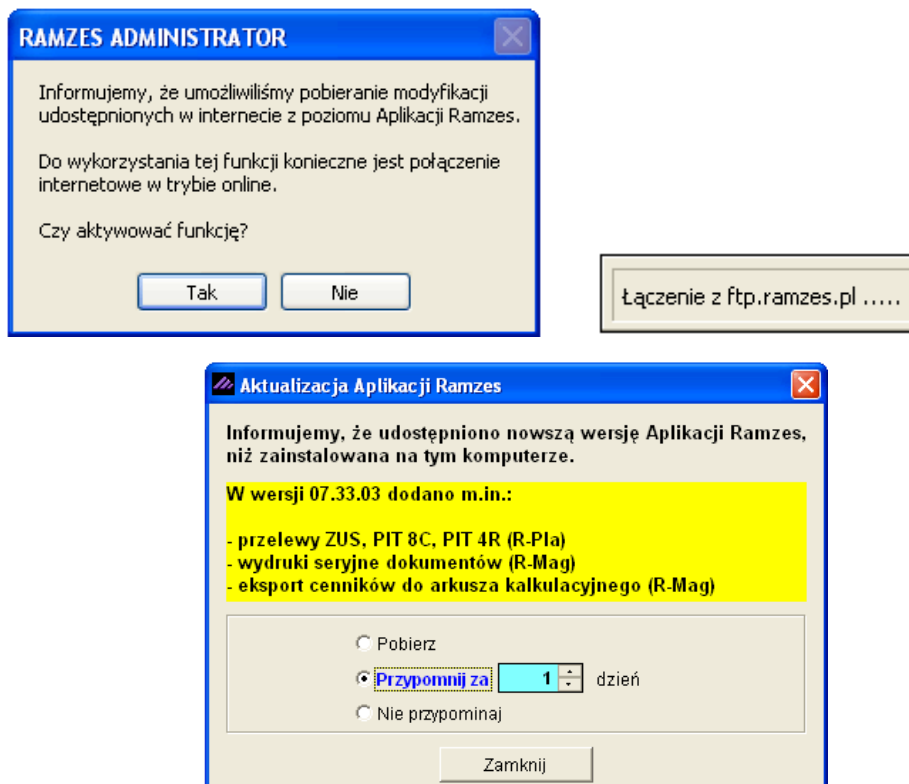 RAMZES ADMINISTRATOR
Informujemy, że umożliwiliśmy pobieranie modyfikacji
udostępnionych w internecie z poziomu Aplikacji Ramzes.
Do wykorzystania tej funkcji konieczne jest połączenie
internetowe w trybie online.
Czy aktywować funkcję?
Tak
Nie
Łączenie z ftp.ramzes.pl .....
Aktualizacja Aplikacji Ramzes
Informujemy, że udostępniono nowszą wersję Aplikacji Ramzes,
niż zainstalowana na tym komputerze.
W wersji 07.33.03 dodano m.in.:
- przelewy ZUS, PIT 8C, PIT 4R (R-Pla)
- wydruki seryjne dokumentów (R-Mag)
- eksport cenników do arkusza kalkulacyjnego (R-Mag)
Pobierz
Przypomnij za 1 dzień
Nie przypominaj
Zamknij